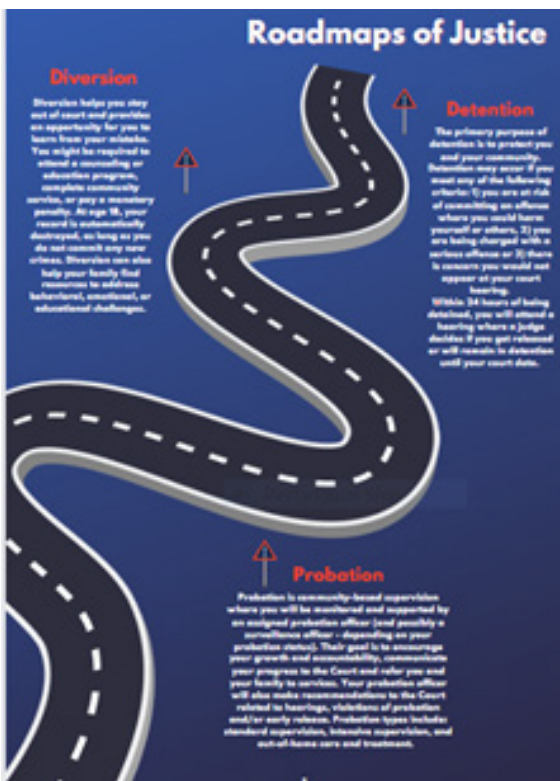 Roadmaps of Justice
Diversion
Diversion helps you stay
out of court and provides
an opportunity for you to
learn from your mistake.
You might be required to
attend a counseling or
education program,
complete community
service, or pay a monetary
penalty. At age 18, your
record is automatically
destroyed, as long as you
do not commit any new
crimes. Diversion can also
help your family find
resources to address
behavioral, emotional, or
educational challenges.
Detention
The primary purpose of
detention is to protect you
and your community.
Detention may occur if you
meet any of the following
criteria: 1) you are at risk
of committing an offense
where you could harm
yourself or others, 2) you
are being charged with a
serious offense or 3) there
is concern you would not
appear at your court
hearing.
Within 24 hours of being
detained, you will attend a
hearing where a judge
decides if you get released
or will remain in detention
until your court date.
Probation
Probation is community-based supervision
where you will be monitored and supported by
an assigned probation officer (and possibly a
surveillance officer - depending on your
probation status). Their goal is to encourage
your growth and accountability, communicate
your progress to the Court and refer you and
your family to services. Your probation officer
will also make recommendations to the Court
related to hearings, violations of probation
and/or early release. Probation types include:
standard supervision, intensive supervision, and
out-of-home care and treatment.